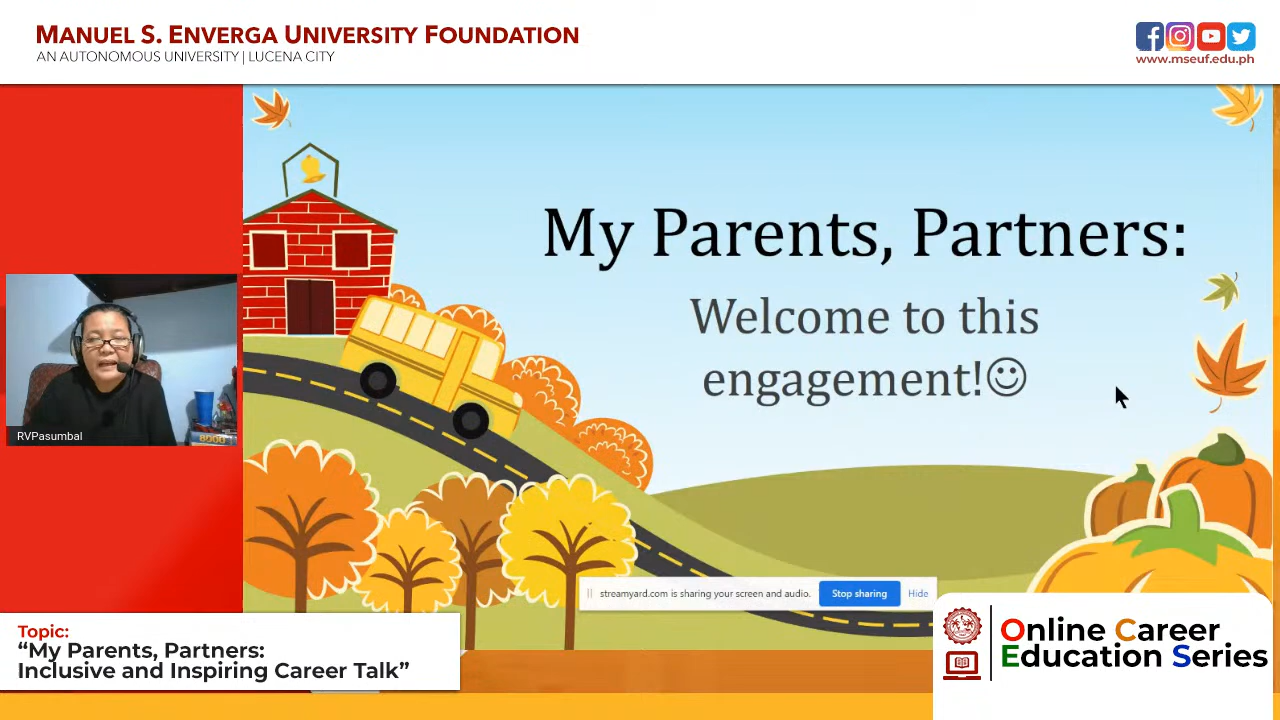 MANUEL S. ENVERGA UNIVERSITY FOUNDATION
AN AUTONOMOUS UNIVERSITY | LUCENA CITY
www.mseuf.edu.ph
My Parents, Partners:
Welcome to this
engagement!☺
RVPasumbal
8000
streamyard.com is sharing your screen and audio.
Stop sharing
Hide
Topic:
“My Parents, Partners:
Inclusive and Inspiring Career Talk”
Online Career
Education Series